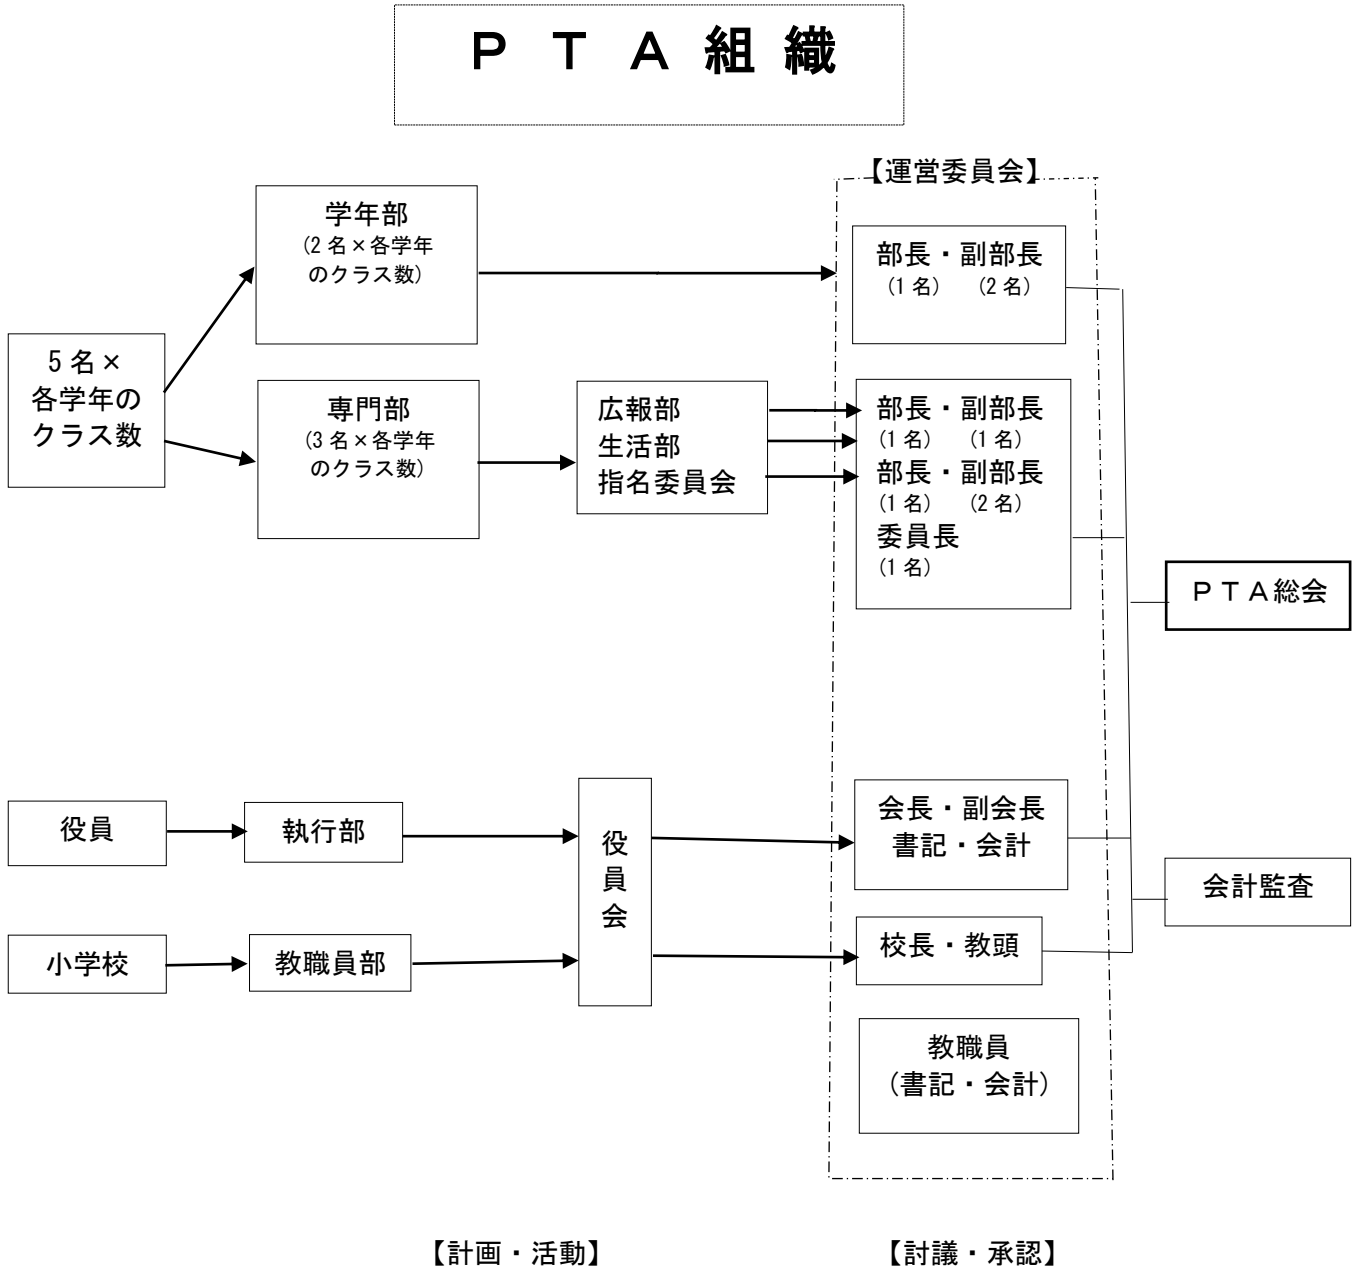 ＰＴＡ組織
【運営委員会】
学年部
(2名×各学年
のクラス数)
部長・副部長
(1名) (2名)
5名×
各学年の
クラス数
専門部
(3名×各学年
のクラス数)
広報部
生活部
指名委員会
部長・副部長
(1名) (1名)
部長・副部長
(1名) (2名)
委員長
(1名)
ＰＴＡ総会
役員
執行部
役員会
会長・副会長
書記・会計
会計監査
小学校
教職員部
校長・教頭
教職員
(書記・会計)
【計画・活動】
【討議・承認】